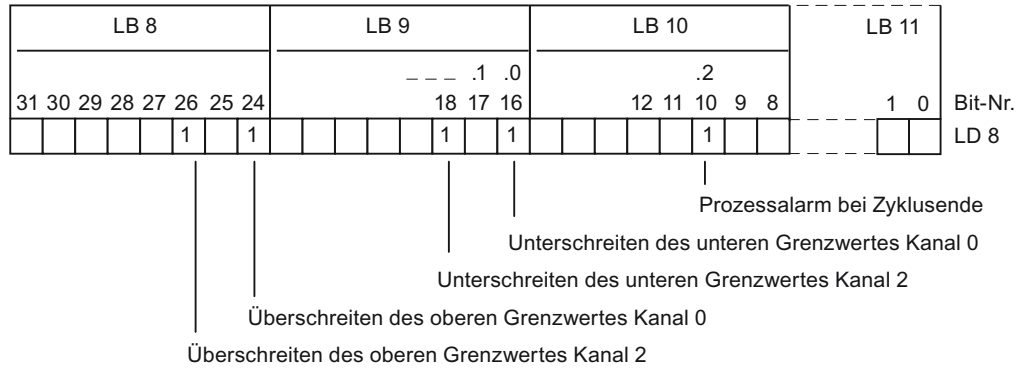 LB 8 LB 9 LB 10 LB 11
_ _ _ .1 .0 .2
31 30 29 28 27 26 25 24 18 17 16 12 11 10 9 8 1 0 Bit-Nr.
1 1 1 1 1 LD 8
Prozessalarm bei Zyklusende
Unterschreiten des unteren Grenzwertes Kanal 0
Unterschreiten des unteren Grenzwertes Kanal 2
Überschreiten des oberen Grenzwertes Kanal 0
Überschreiten des oberen Grenzwertes Kanal 2